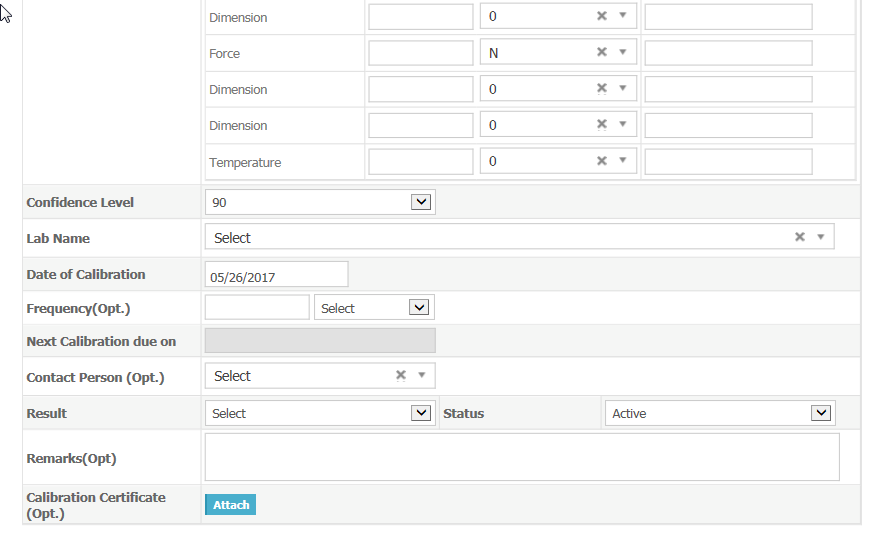 Dimension 0
Force N
Dimension 0
Dimension 0
Temperature 0
Confidence Level 90
Lab Name Select
Date of Calibration 05/26/2017
Frequency(Opt.) Select
Next Calibration due on
Contact Person (Opt.) Select
Result Select Status Active
Remarks(Opt)
Calibration Certificate
(Opt.) Attach